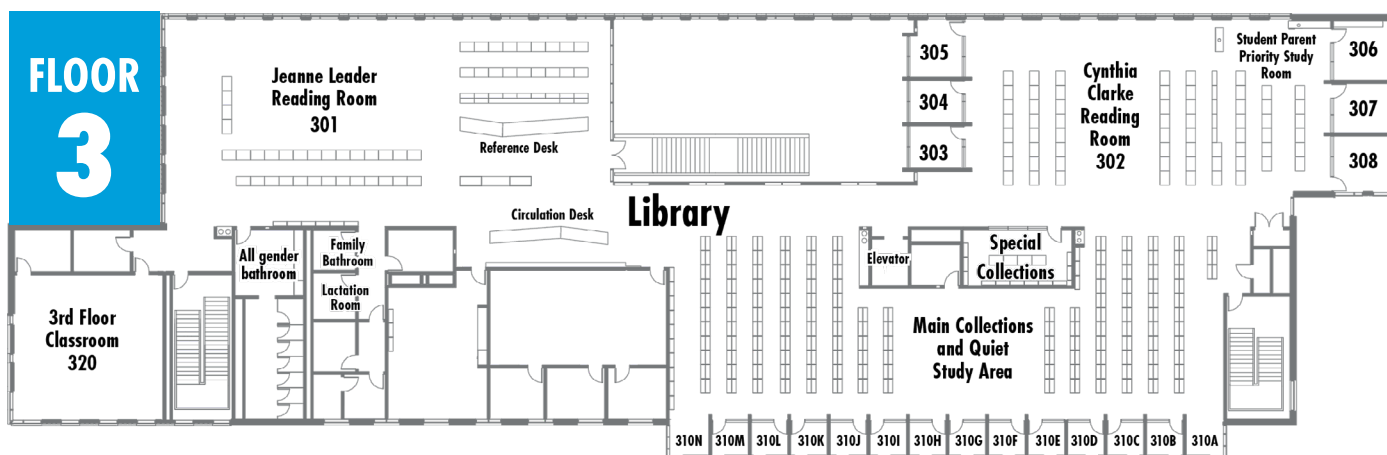 FLOOR
3
Jeanne Leader
Reading Room
301
Reference Desk
Circulation Desk
Library
305
304
303
Cynthia
Clarke
Reading
Room
302
Student Parent
Priority Study
Room
306
307
308
All gender
bathroom
Family
Bathroom
Lactation
Room
Elevator
Special
Collections
3rd Floor
Classroom
320
Main Collections
and Quiet
Study Area
310N 310M 310L 310K 310J 310I 310H 310G 310F 310E 310D 310C 310B 310A